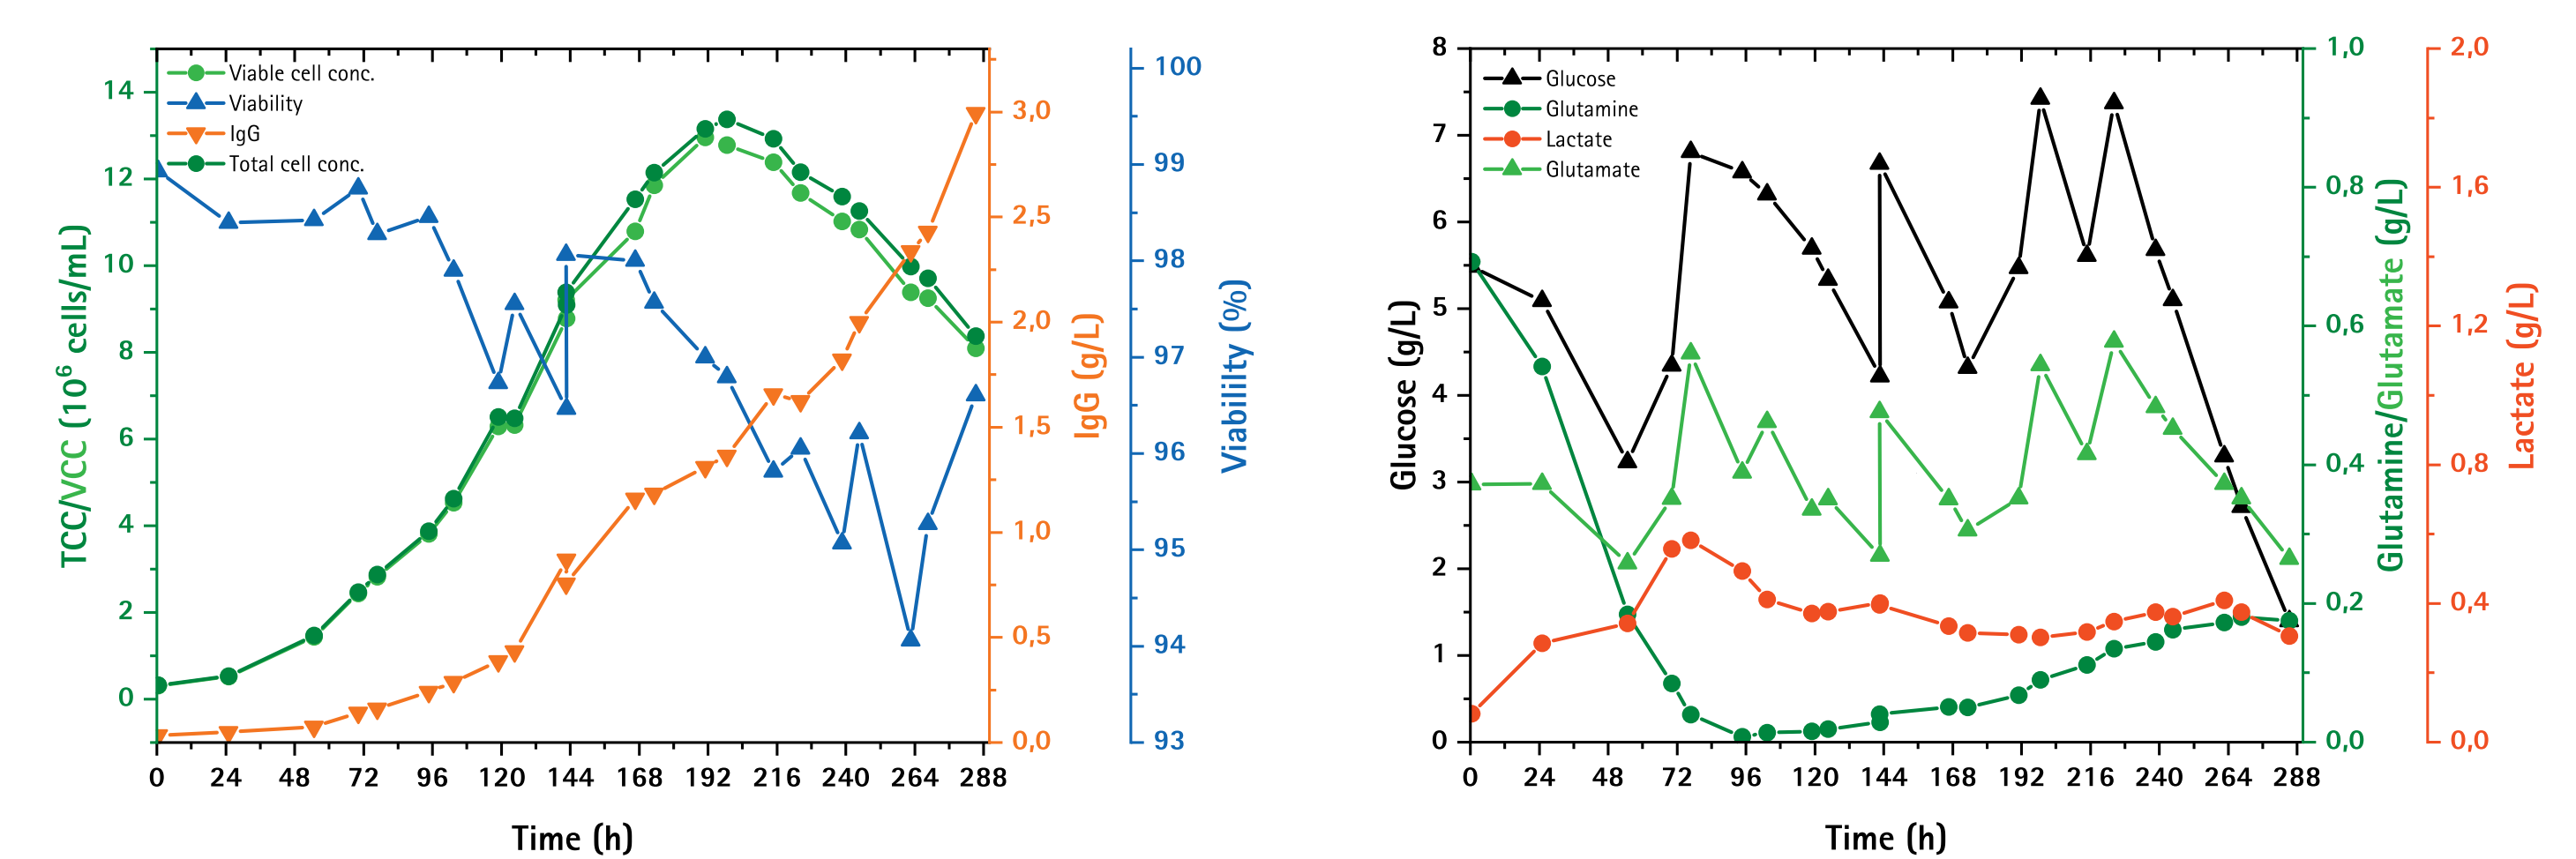 Viable cell conc.
Viability
IgG
Total cell conc.
14
12
10
8
6
4
2
0
TCC/VCC (10⁶ cells/mL)
0 24 48 72 96 120 144 168 192 216 240 264 288
Time (h)
3,0
2,5
2,0
1,5
1,0
0,5
0,0
IgG (g/L)
100
99
98
97
96
95
94
93
Viability (%)
Glucose
Glutamine
Lactate
Glutamate
8
7
6
5
4
3
2
1
0
Glucose (g/L)
0 24 48 72 96 120 144 168 192 216 240 264 288
Time (h)
1,0
0,8
0,6
0,4
0,2
0,0
Glutamine/Glutamate (g/L)
2,0
1,6
1,2
0,8
0,4
0,0
Lactate (g/L)